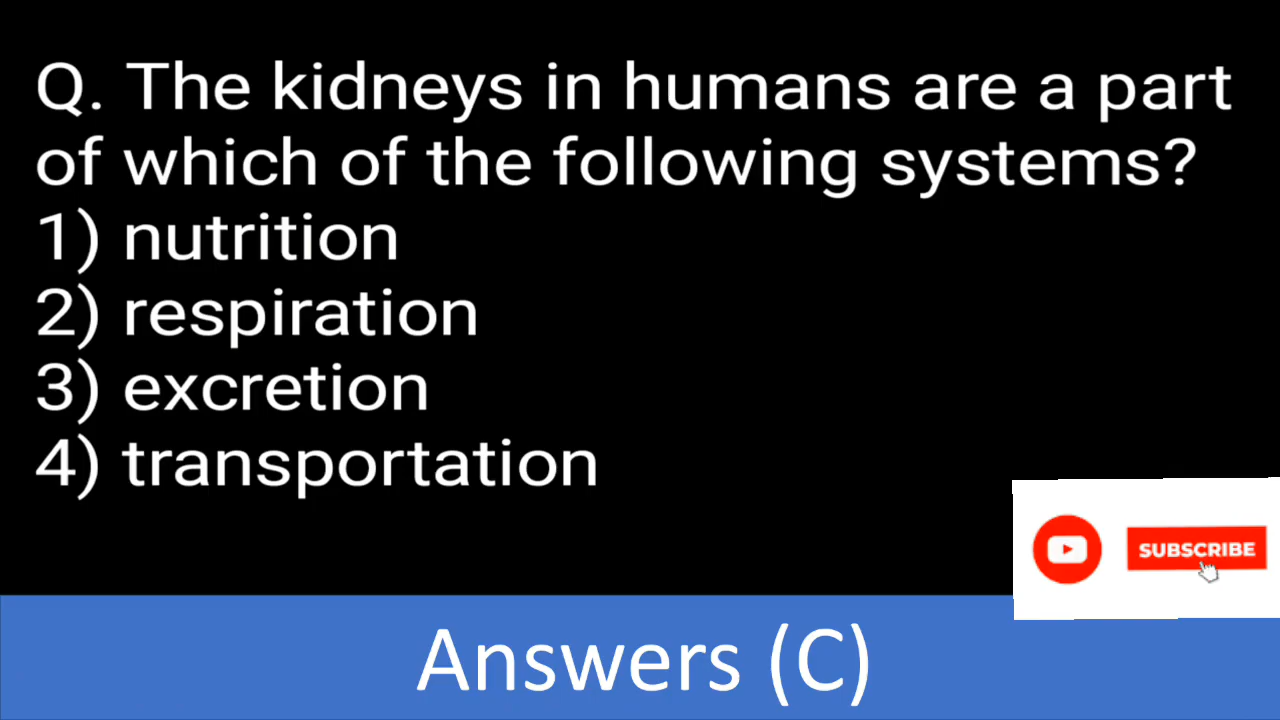 Q. The kidneys in humans are a part
of which of the following systems?
1) nutrition
2) respiration
3) excretion
4) transportation
SUBSCRIBE
Answers (C)